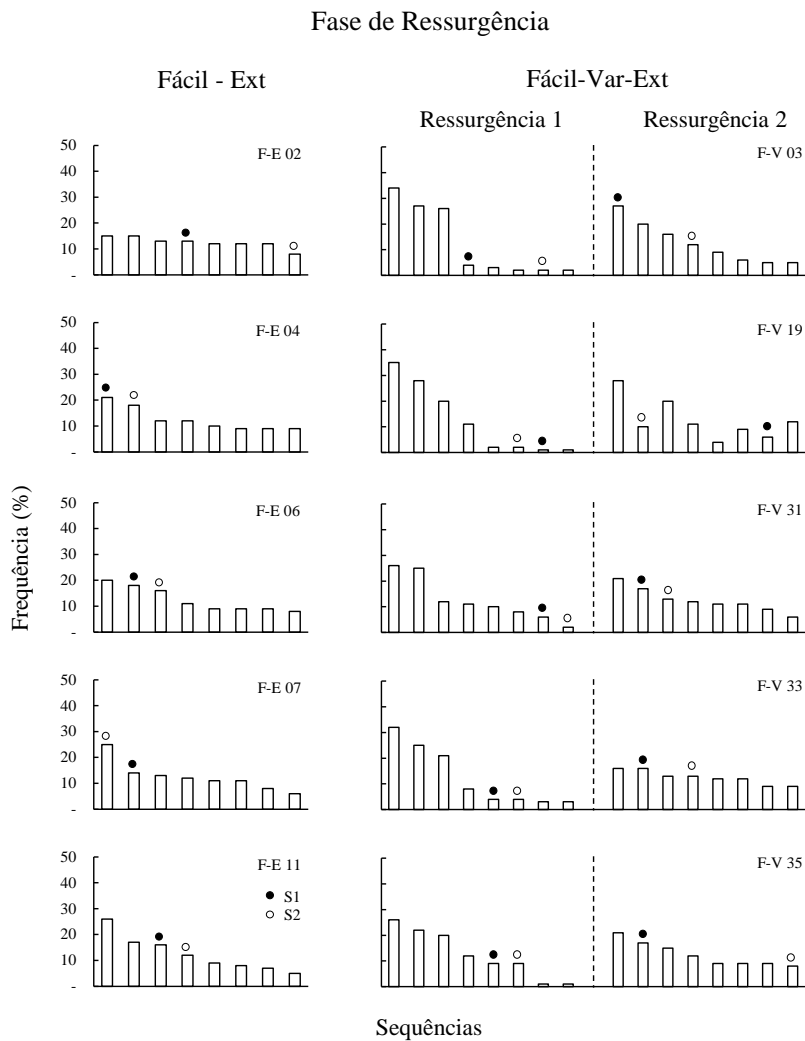 Fase de Ressurgência
Fácil - Ext
Fácil-Var-Ext
Ressurgência 1
Ressurgência 2
50
40
30
20
10
-
F-E 02
F-V 03
50
40
30
20
10
-
F-E 04
F-V 19
50
40
30
20
10
-
F-E 06
F-V 31
50
40
30
20
10
-
F-E 07
F-V 33
50
40
30
20
10
-
F-E 11
S1
S2
F-V 35
Frequência (%)
Sequências